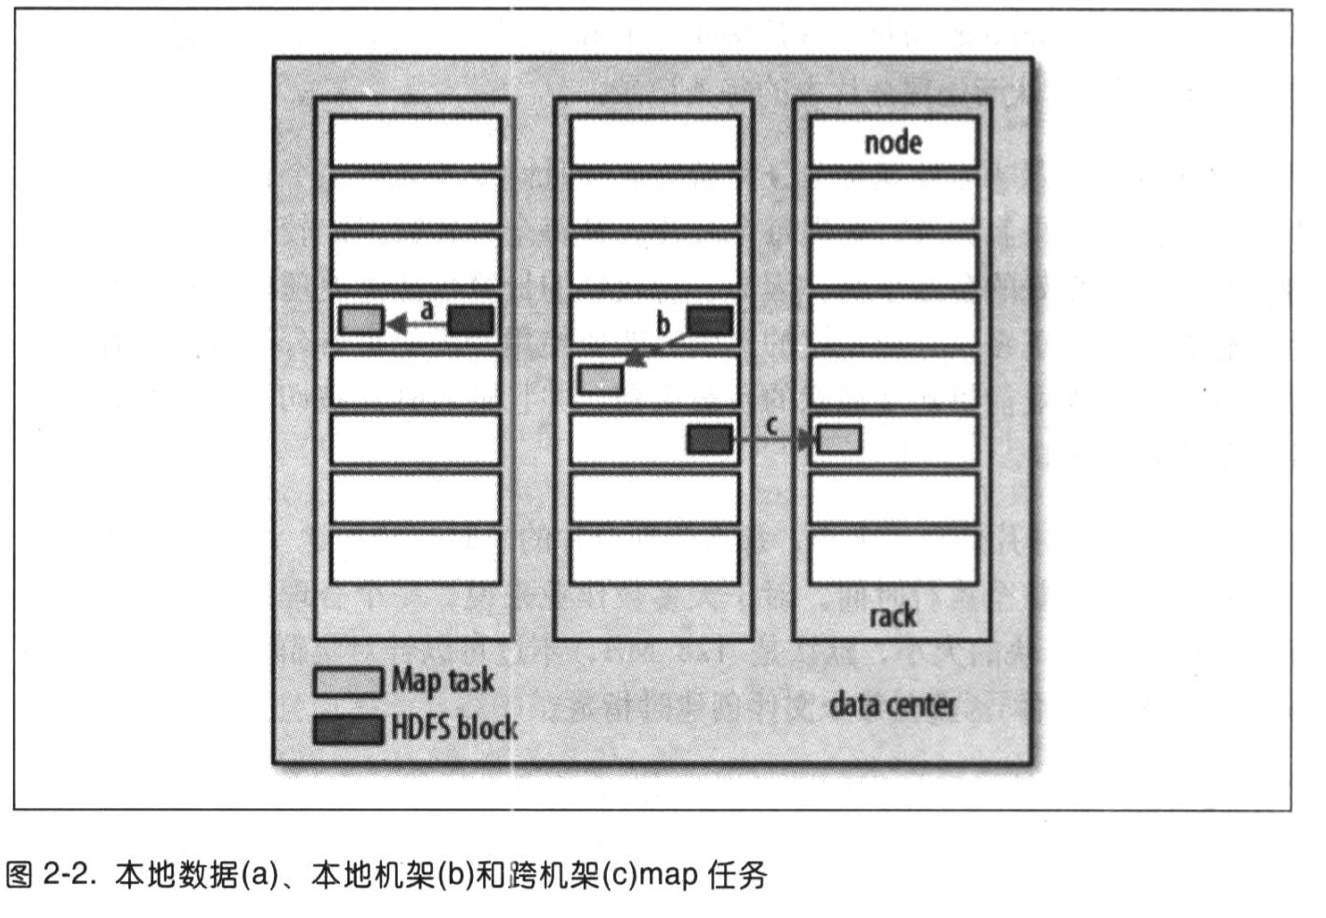 node
a
b
c
rack
Map task
HDFS block
data center
图 2-2. 本地数据(a)、本地机架(b)和跨机架(c)map 任务